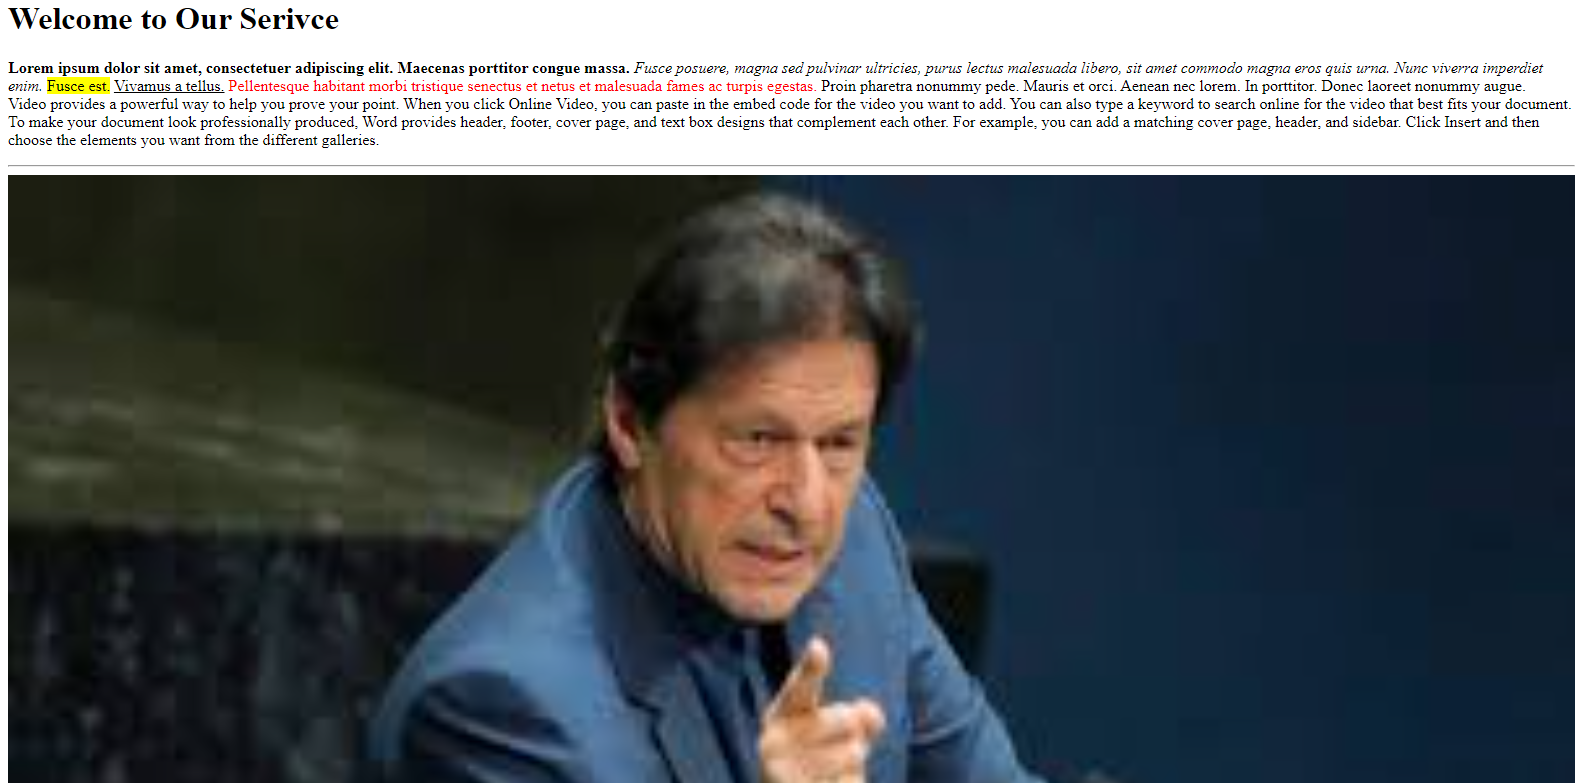 Welcome to Our Serivce
Lorem ipsum dolor sit amet, consectetuer adipiscing elit. Maecenas porttitor congue massa. Fusce posuere, magna sed pulvinar ultricies, purus lectus malesuada libero, sit amet commodo magna eros quis urna. Nunc viverra imperdiet
enim. Fusce est. Vivamus a tellus. Pellentesque habitant morbi tristique senectus et netus et malesuada fames ac turpis egestas. Proin pharetra nonummy pede. Mauris et orci. Aenean nec lorem. In porttitor. Donec laoreet nonummy augue.
Video provides a powerful way to help you prove your point. When you click Online Video, you can paste in the embed code for the video you want to add. You can also type a keyword to search online for the video that best fits your document.
To make your document look professionally produced, Word provides header, footer, cover page, and text box designs that complement each other. For example, you can add a matching cover page, header, and sidebar. Click Insert and then
choose the elements you want from the different galleries.